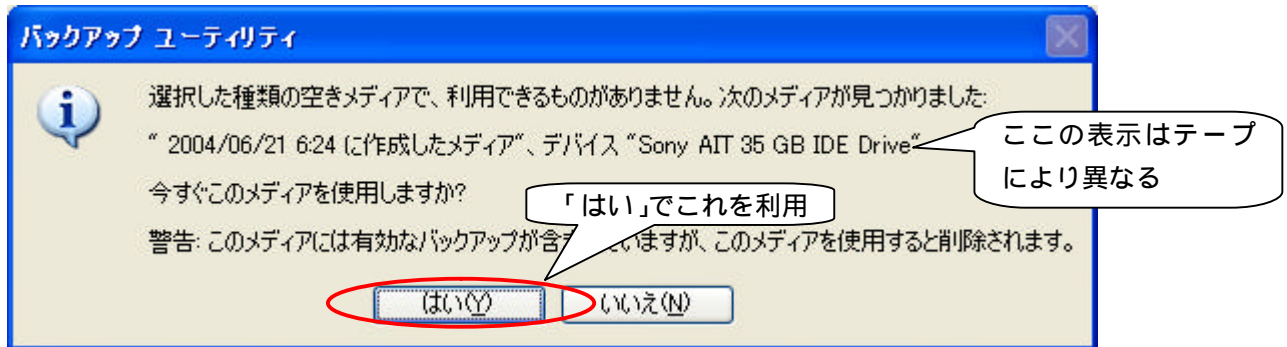 バックアップ ユーティリティ
選択した種類の空きメディアで、利用できるものがありません。次のメディアが見つかりました:
" 2004/06/21 6:24 に作成したメディア"、デバイス "Sony AIT 35 GB IDE Drive"
ここの表示はテープ
により異なる
今すぐこのメディアを使用しますか?
「はい」でこれを利用
警告: このメディアには有効なバックアップが含 いますが、このメディアを使用すると削除されます。
はい(Y)
いいえ(N)